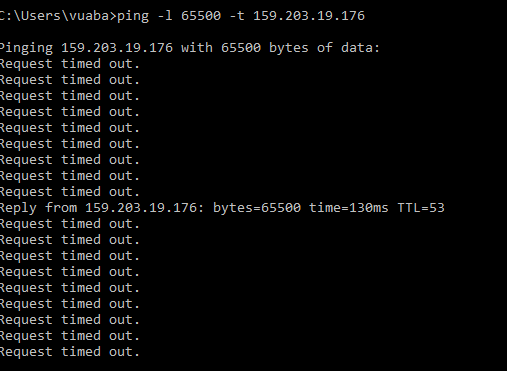 C:\Users\vuaba>ping -l 65500 -t 159.203.19.176
Pinging 159.203.19.176 with 65500 bytes of data:
Request timed out.
Request timed out.
Request timed out.
Request timed out.
Request timed out.
Request timed out.
Request timed out.
Request timed out.
Request timed out.
Reply from 159.203.19.176: bytes=65500 time=130ms TTL=53
Request timed out.
Request timed out.
Request timed out.
Request timed out.
Request timed out.
Request timed out.
Request timed out.
Request timed out.
Request timed out.